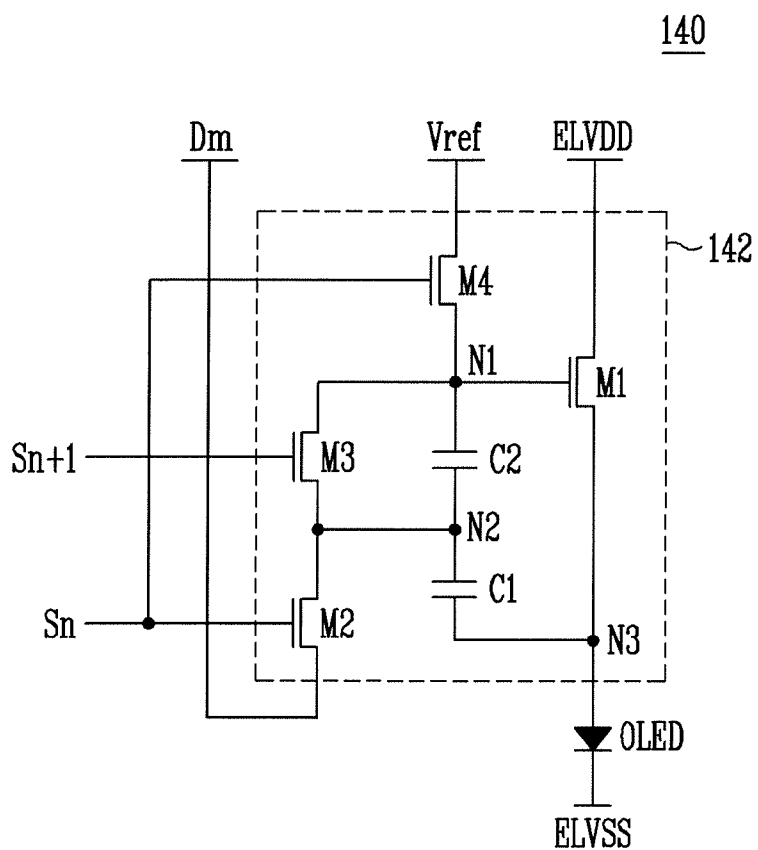 140
Dm
Vref
ELVDD
142
M4
N1
M1
Sn+1
M3
C2
N2
C1
Sn
M2
N3
OLED
ELVSS